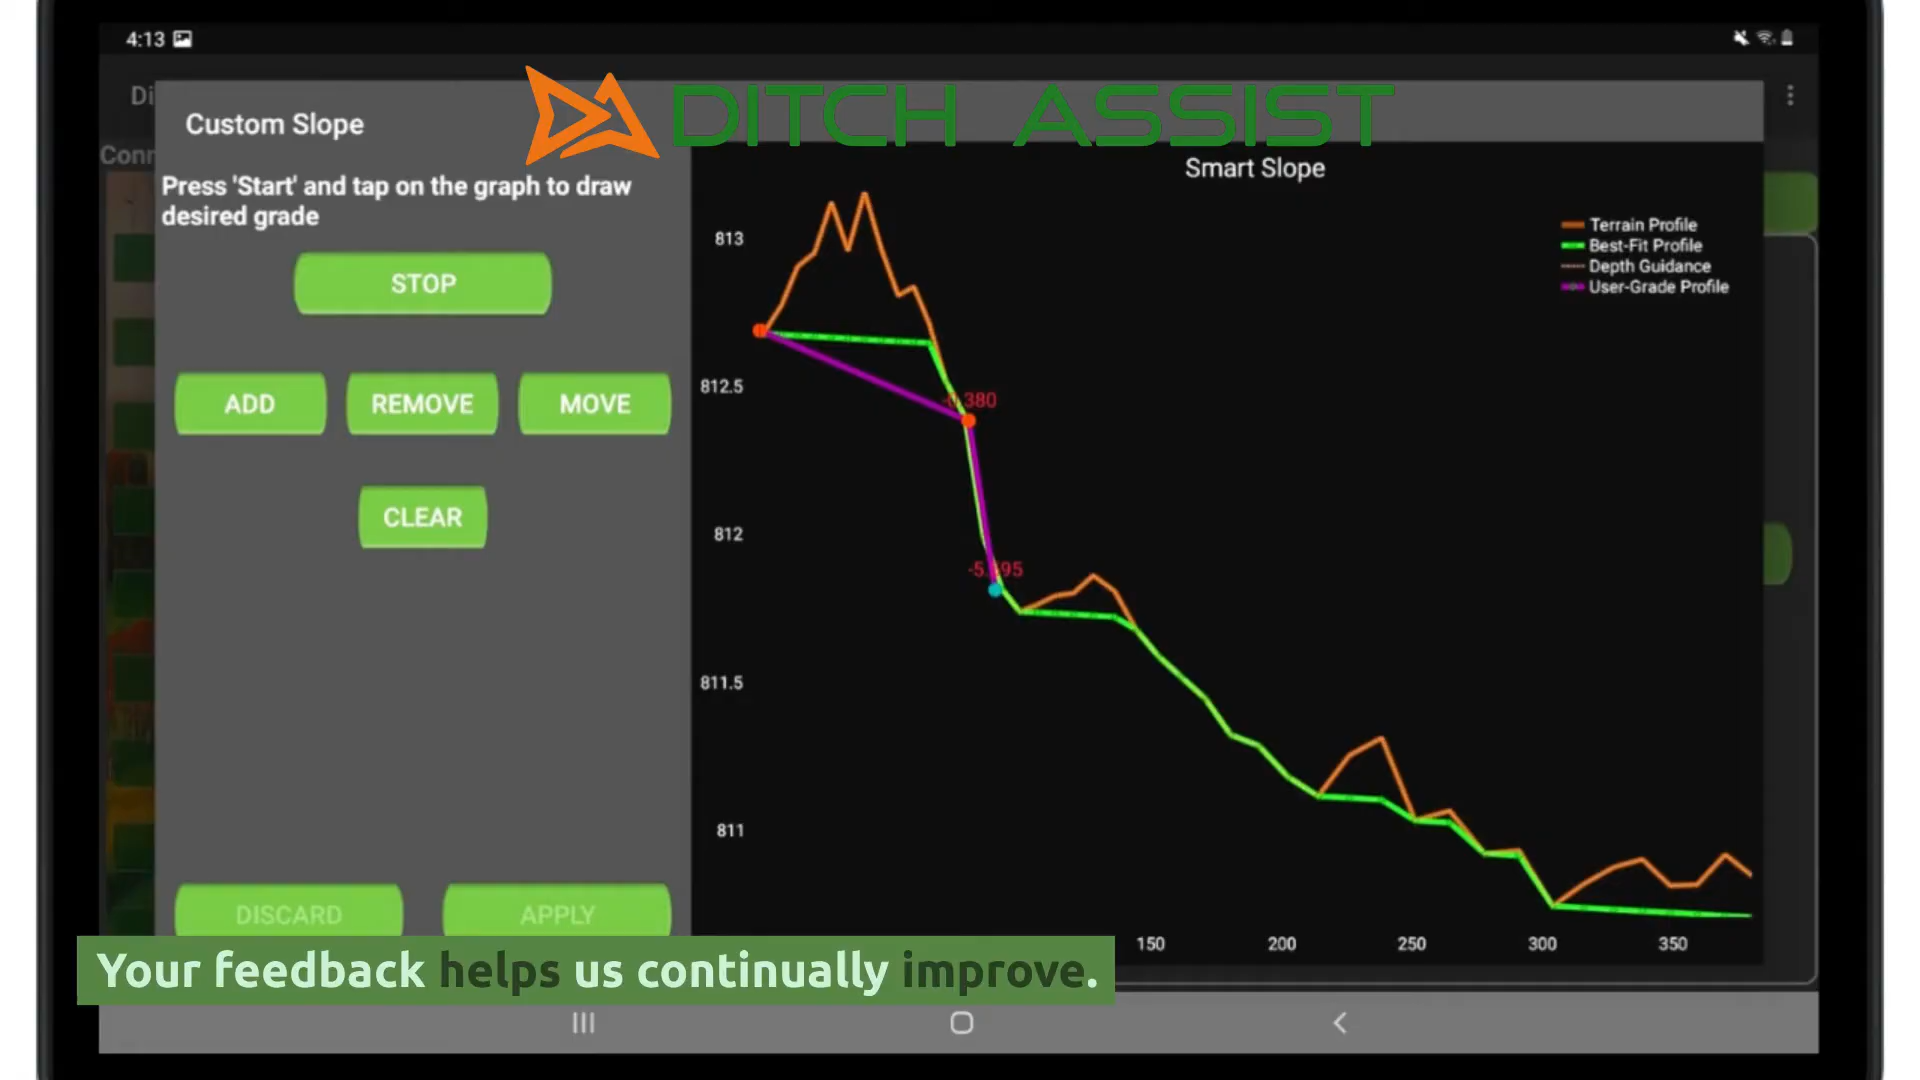 4:13
DITCH ASSIST
Di
Custom Slope
Conn
Press 'Start' and tap on the graph to draw
desired grade
STOP
ADD REMOVE MOVE
CLEAR
DISCARD APPLY
Smart Slope
Terrain Profile
Best-Fit Profile
Depth Guidance
User-Grade Profile
813
812.5
812
811.5
811
150 200 250 300 350
Your feedback helps us continually improve.